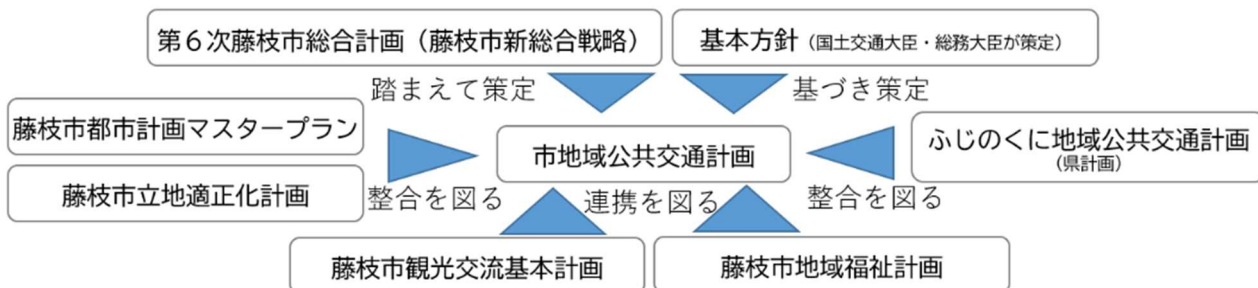 第６次藤枝市総合計画（藤枝市新総合戦略）
基本方針（国土交通大臣・総務大臣が策定）
踏まえて策定
基づき策定
藤枝市都市計画マスタープラン
藤枝市立地適正化計画
整合を図る
市地域公共交通計画
連携を図る
ふじのくに地域公共交通計画
（県計画）
整合を図る
藤枝市観光交流基本計画
藤枝市地域福祉計画